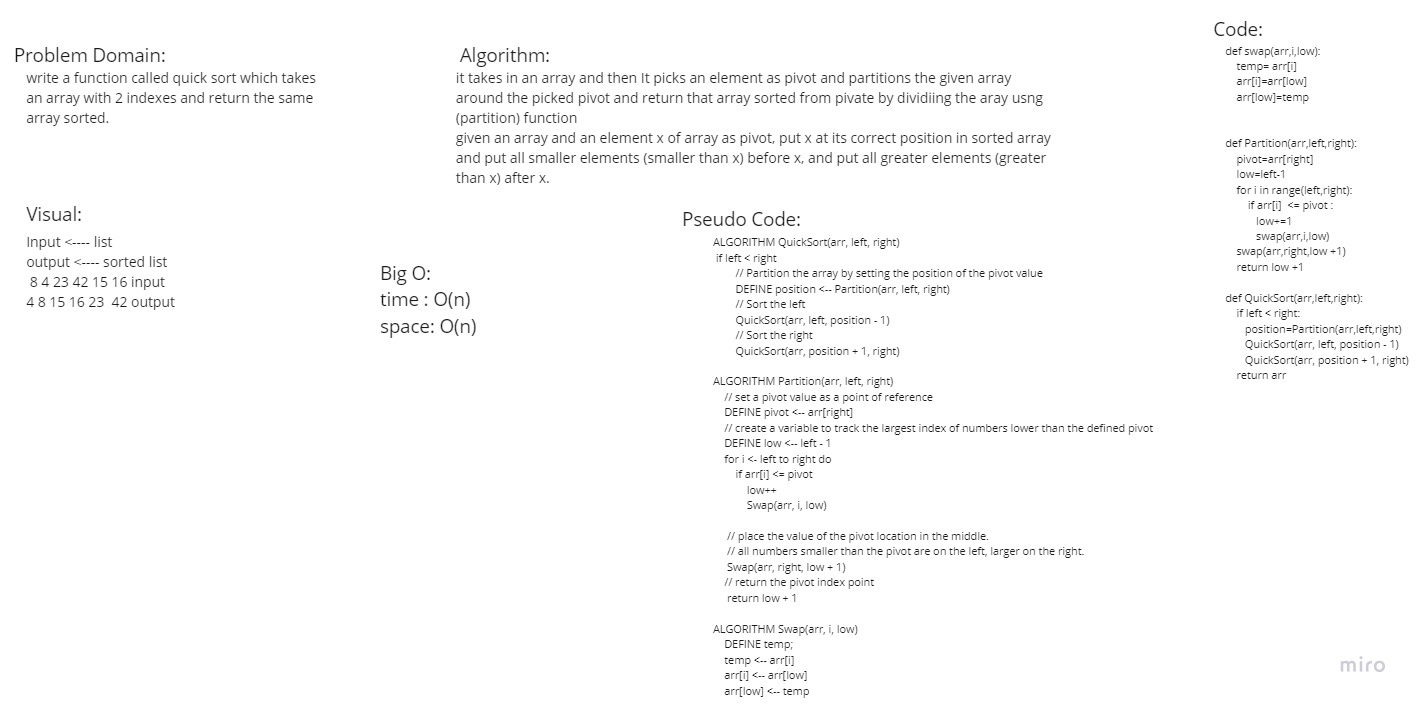 Problem Domain:
write a function called quick sort which takes
an array with 2 indexes and return the same
array sorted.
Visual:
Input <---- list
output <---- sorted list
8 4 23 42 15 16 input
4 8 15 16 23 42 output
Big O:
time : O(n)
space: O(n)
Algorithm:
it takes in an array and then It picks an element as pivot and partitions the given array
around the picked pivot and return that array sorted from pivate by dividiing the aray usng
(partition) function
given an array and an element x of array as pivot, put x at its correct position in sorted array
and put all smaller elements (smaller than x) before x, and put all greater elements (greater
than x) after x.
Pseudo Code:
ALGORITHM QuickSort(arr, left, right)
if left < right
// Partition the array by setting the position of the pivot value
DEFINE position <-- Partition(arr, left, right)
// Sort the left
QuickSort(arr, left, position - 1)
// Sort the right
QuickSort(arr, position + 1, right)
ALGORITHM Partition(arr, left, right)
// set a pivot value as a point of reference
DEFINE pivot <-- arr[right]
// create a variable to track the largest index of numbers lower than the defined pivot
DEFINE low <-- left - 1
for i <- left to right do
if arr[i] <= pivot
low++
Swap(arr, i, low)
// place the value of the pivot location in the middle.
// all numbers smaller than the pivot are on the left, larger on the right.
Swap(arr, right, low + 1)
// return the pivot index point
return low + 1
ALGORITHM Swap(arr, i, low)
DEFINE temp;
temp <-- arr[i]
arr[i] <-- arr[low]
arr[low] <-- temp
Code:
def swap(arr,i,low):
temp= arr[i]
arr[i]=arr[low]
arr[low]=temp
def Partition(arr,left,right):
pivot=arr[right]
low=left-1
for i in range(left,right):
if arr[i] <= pivot :
low+=1
swap(arr,i,low)
swap(arr,right,low +1)
return low +1
def QuickSort(arr,left,right):
if left < right:
position=Partition(arr,left,right)
QuickSort(arr, left, position - 1)
QuickSort(arr, position + 1, right)
return arr
miro